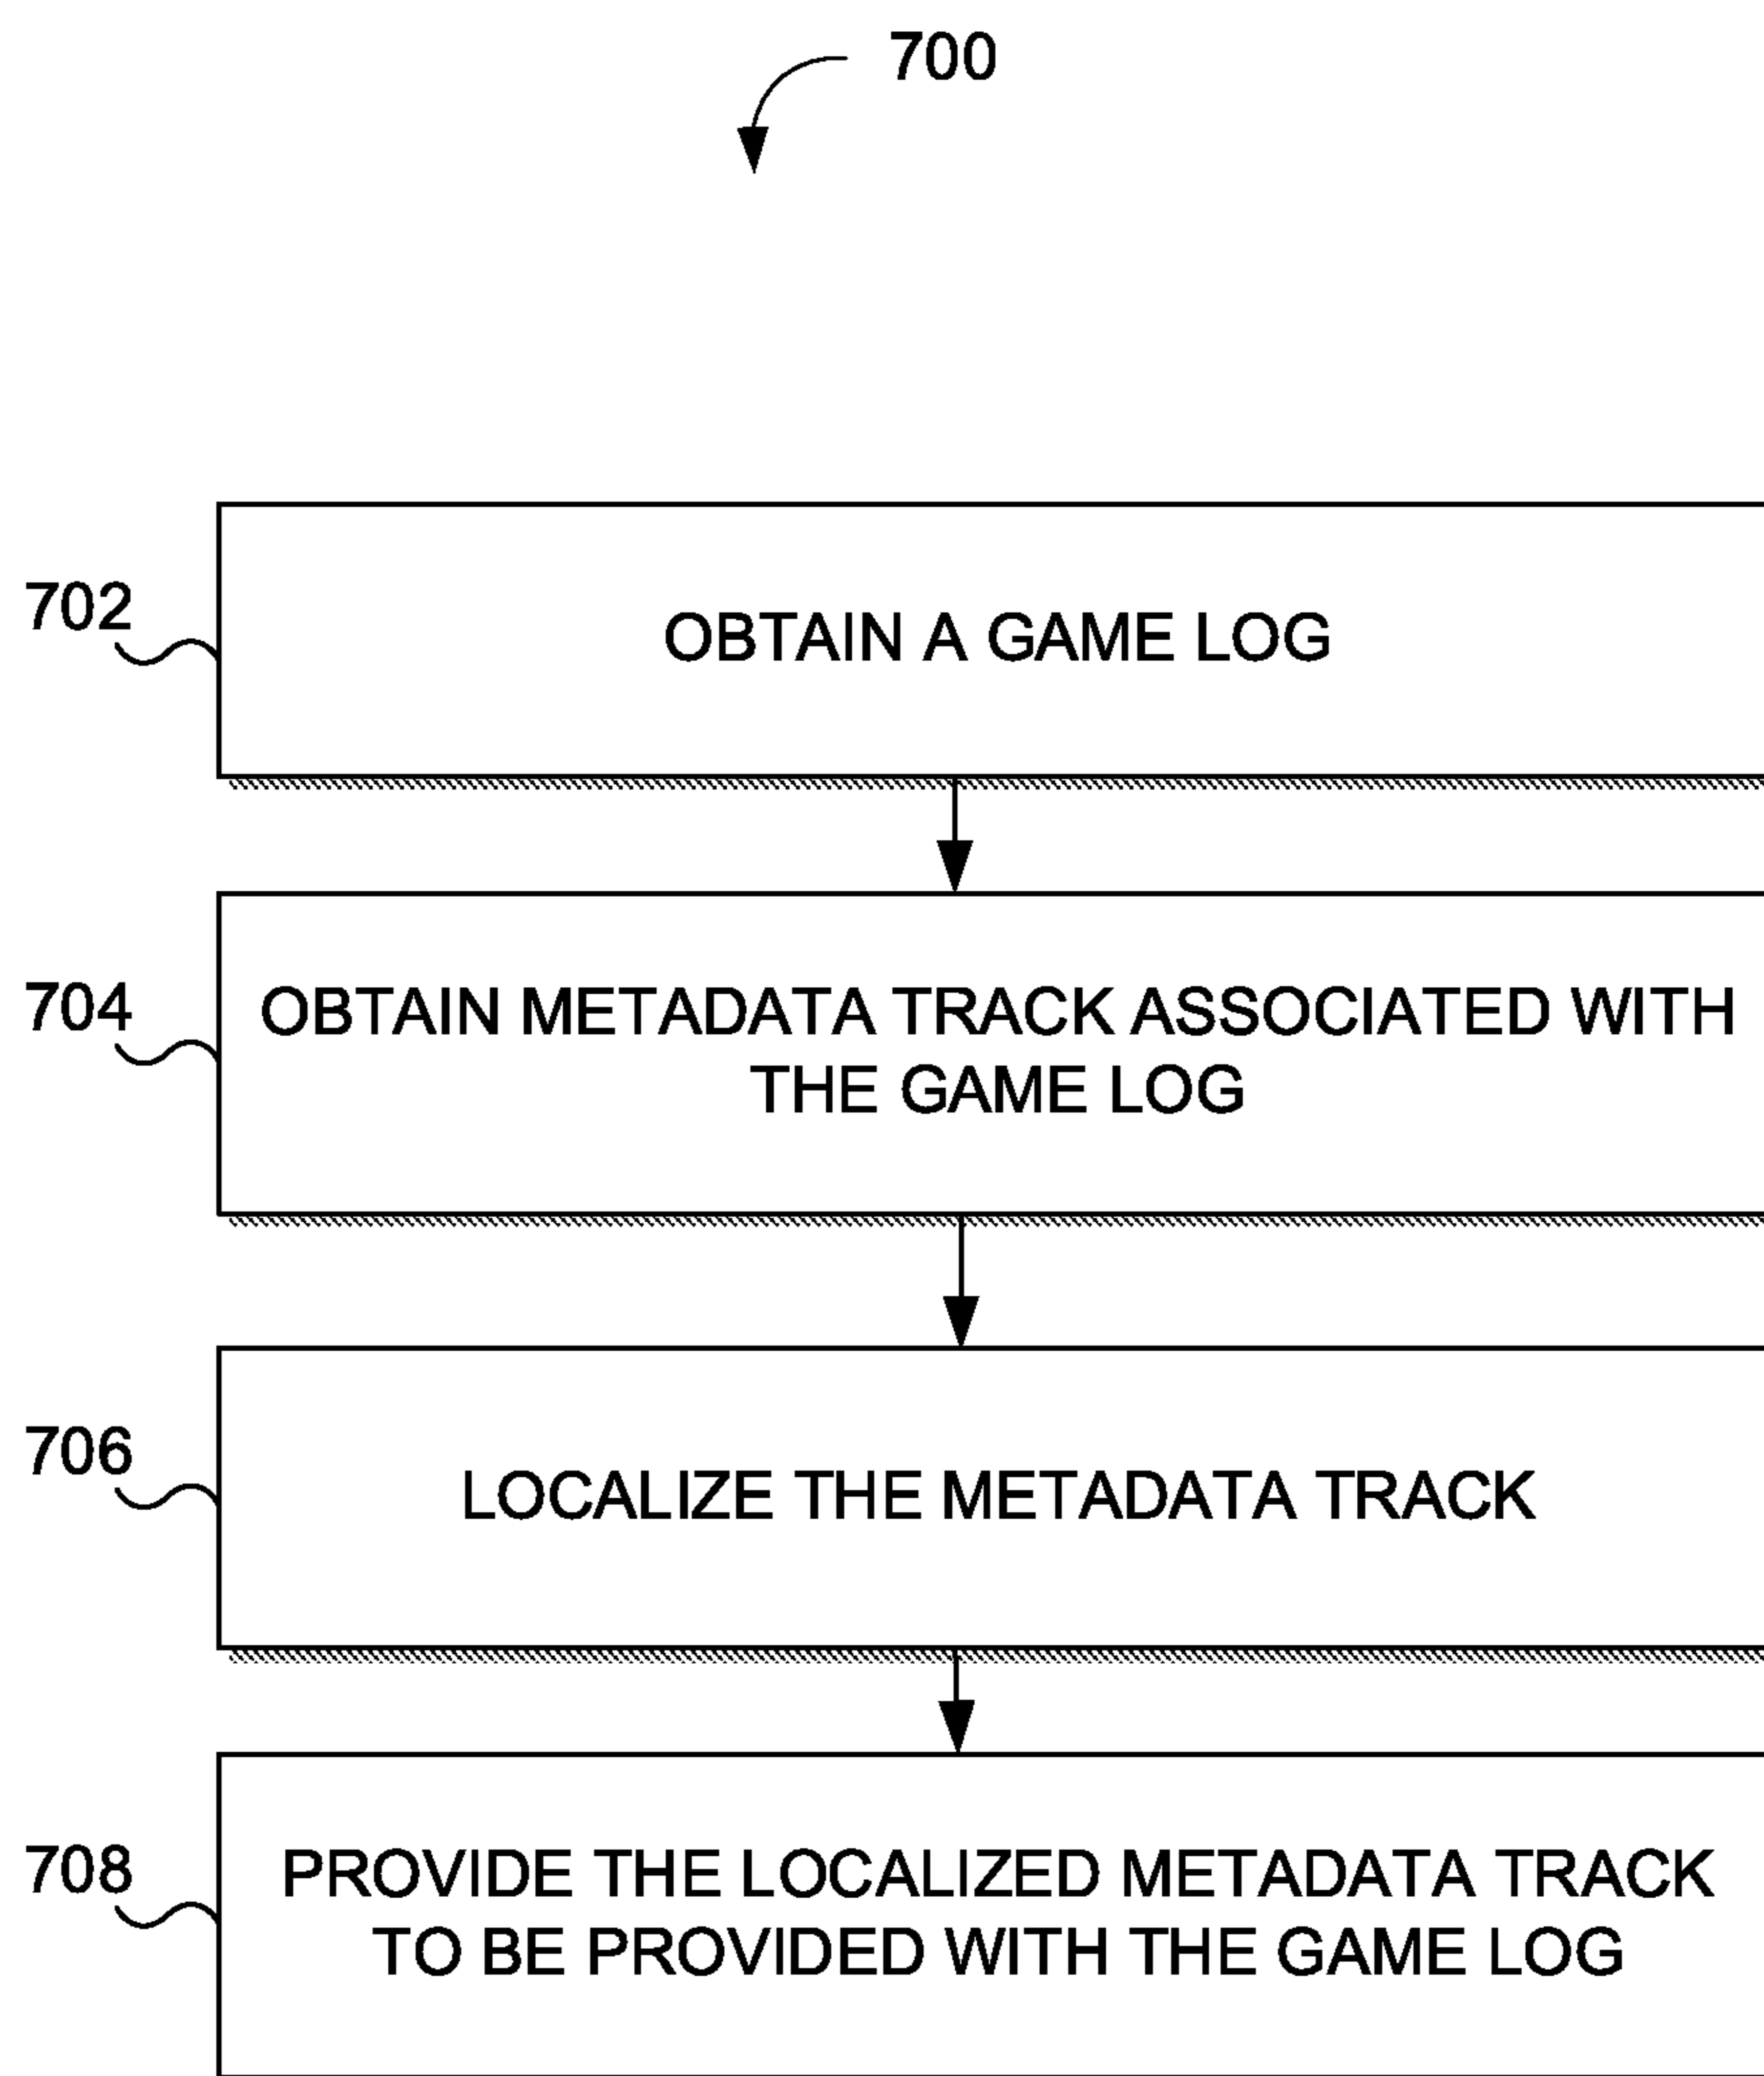 700
702
OBTAIN A GAME LOG
704
OBTAIN METADATA TRACK ASSOCIATED WITH
THE GAME LOG
706
LOCALIZE THE METADATA TRACK
708
PROVIDE THE LOCALIZED METADATA TRACK
TO BE PROVIDED WITH THE GAME LOG